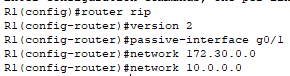 R1(config)#router rip
R1(config-router)#version 2
R1(config-router)#passive-interface g0/1
R1(config-router)#network 172.30.0.0
R1(config-router)#network 10.0.0.0